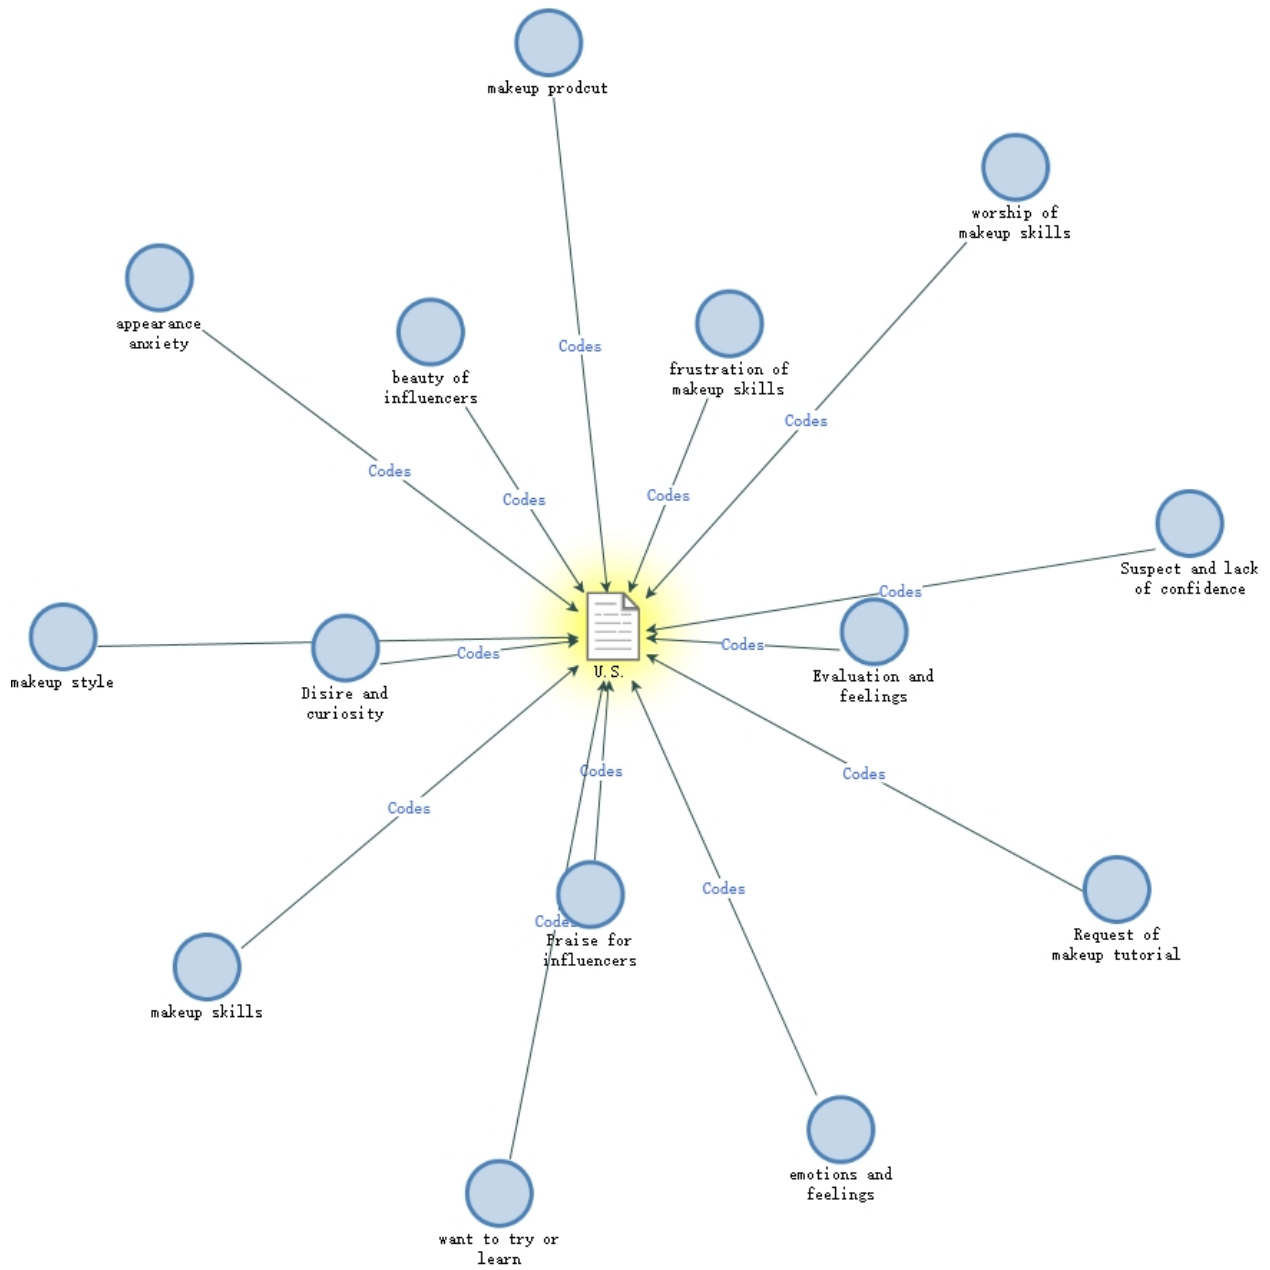 makeup prodcut
worship of
makeup skills
appearance
anxiety
beauty of
influencers
frustration of
makeup skills
Codes
Codes
Codes
Codes
Codes
Suspect and lack
of confidence
Codes
makeup style
Disire and
curiosity
Codes
U.S.
Codes
Evaluation and
feelings
Codes
Codes
Codes
Codes
Codes
Praise for
influencers
Request of
makeup tutorial
makeup skills
emotions and
feelings
want to try or
learn